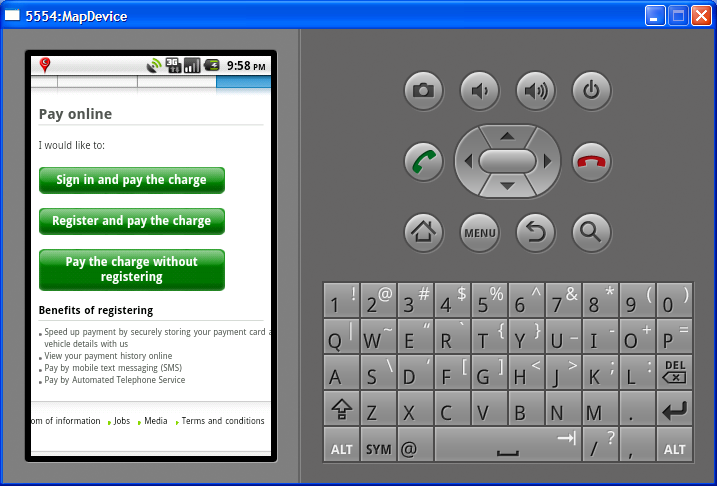 5554:MapDevice
3G
9:58 PM
Pay online
I would like to:
Sign in and pay the charge
Register and pay the charge
Pay the charge without
registering
Benefits of registering
Speed up payment by securely storing your payment card a
vehicle details with us
View your payment history online
Pay by mobile text messaging (SMS)
Pay by Automated Telephone Service
om of information Jobs Media Terms and conditions
MENU
1 ! 2 @ 3 # 4 $ 5 % 6 ^ 7 & 8 * 9 ( 0 )
Q | W ~ E “ R ` T { Y } U _ I - O + P =
A S \ D ‘ F [ G ] H < J > K ; L : DEL
Z X C V B N M .
ALT SYM @ / ? , ALT